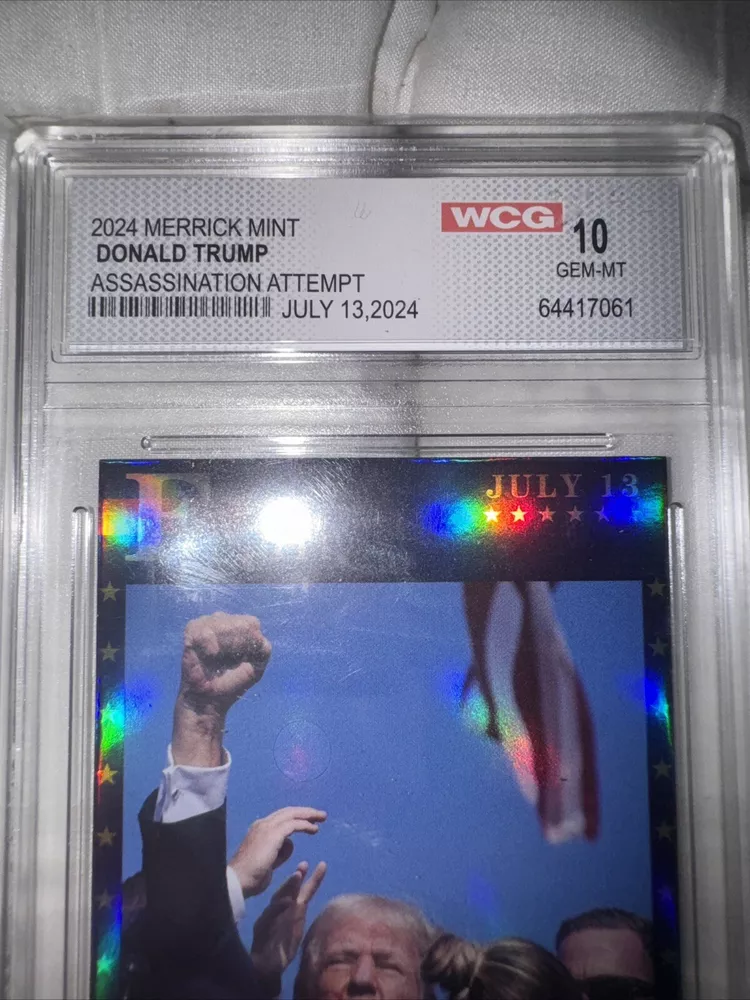 2024 MERRICK MINT
DONALD TRUMP
ASSASSINATION ATTEMPT
JULY 13,2024
WCG
10
GEM-MT
64417061
JULY 13